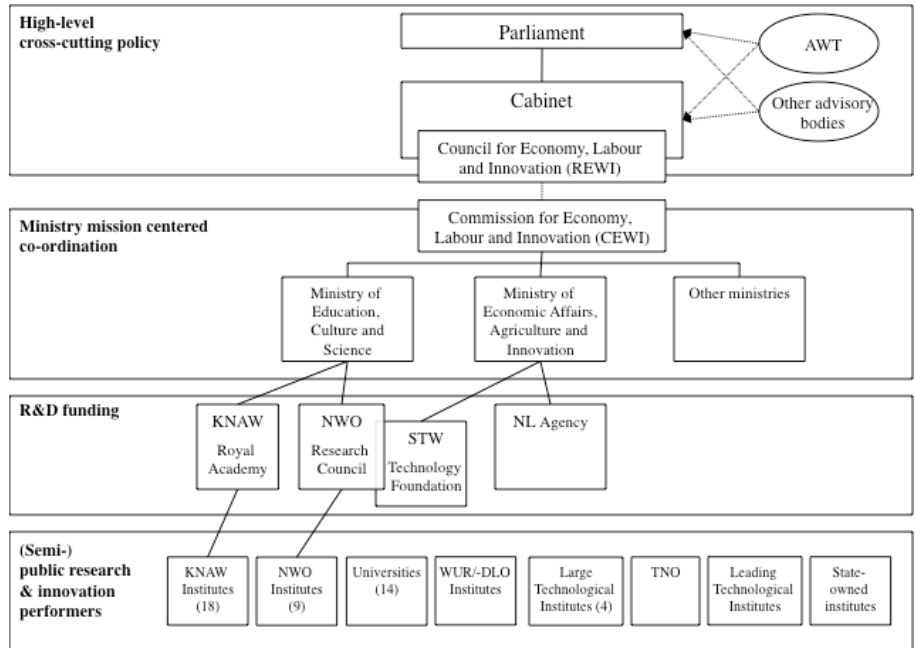 High-level
cross-cutting policy
Parliament
AWT
Cabinet
Other advisory
bodies
Council for Economy, Labour
and Innovation (REWI)
Ministry mission centered
co-ordination
Commission for Economy,
Labour and Innovation (CEWI)
Ministry of
Education,
Culture and
Science
Ministry of
Economic Affairs,
Agriculture and
Innovation
Other ministries
R&D funding
KNAW
Royal
Academy
NWO
Research
Council
STW
Technology
Foundation
NL Agency
(Semi-)
public research
& innovation
performers
KNAW
Institutes
(18)
NWO
Institutes
(9)
Universities
(14)
WUR/-DLO
Institutes
Large
Technological
Institutes (4)
TNO
Leading
Technological
Institutes
State-
owned
institutes